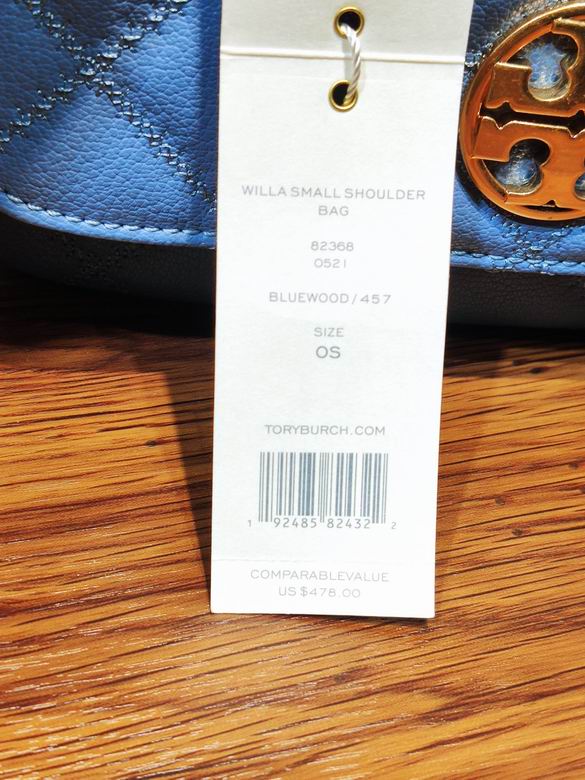 WILLA SMALL SHOULDER
BAG
82368
0521
BLUEWOOD/457
SIZE
OS
TORYBURCH.COM
1 92485 82432 2
COMPARABLEVALUE
US $478.00